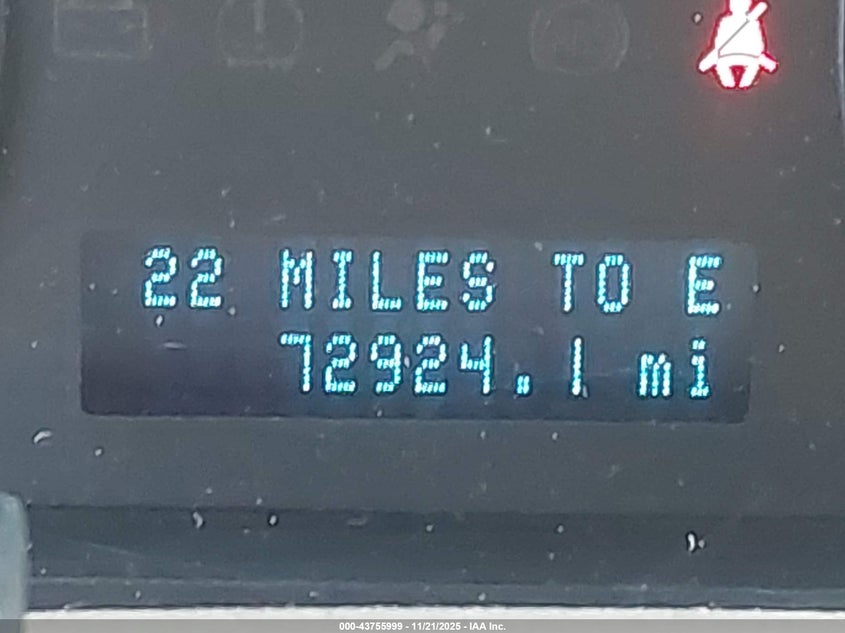 22 MILES TO E
72924.1 mi
000-43755999 - 11/21/2025 - IAA Inc.